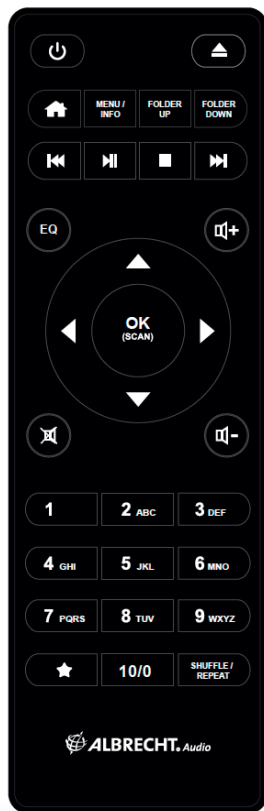 MENU / INFO
FOLDER UP
FOLDER DOWN
EQ
+
OK
(SCAN)
-
1
2 ABC
3 DEF
4 GHI
5 JKL
6 MNO
7 PQRS
8 TUV
9 WXYZ
10/0
SHUFFLE / REPEAT
ALBRECHT. Audio